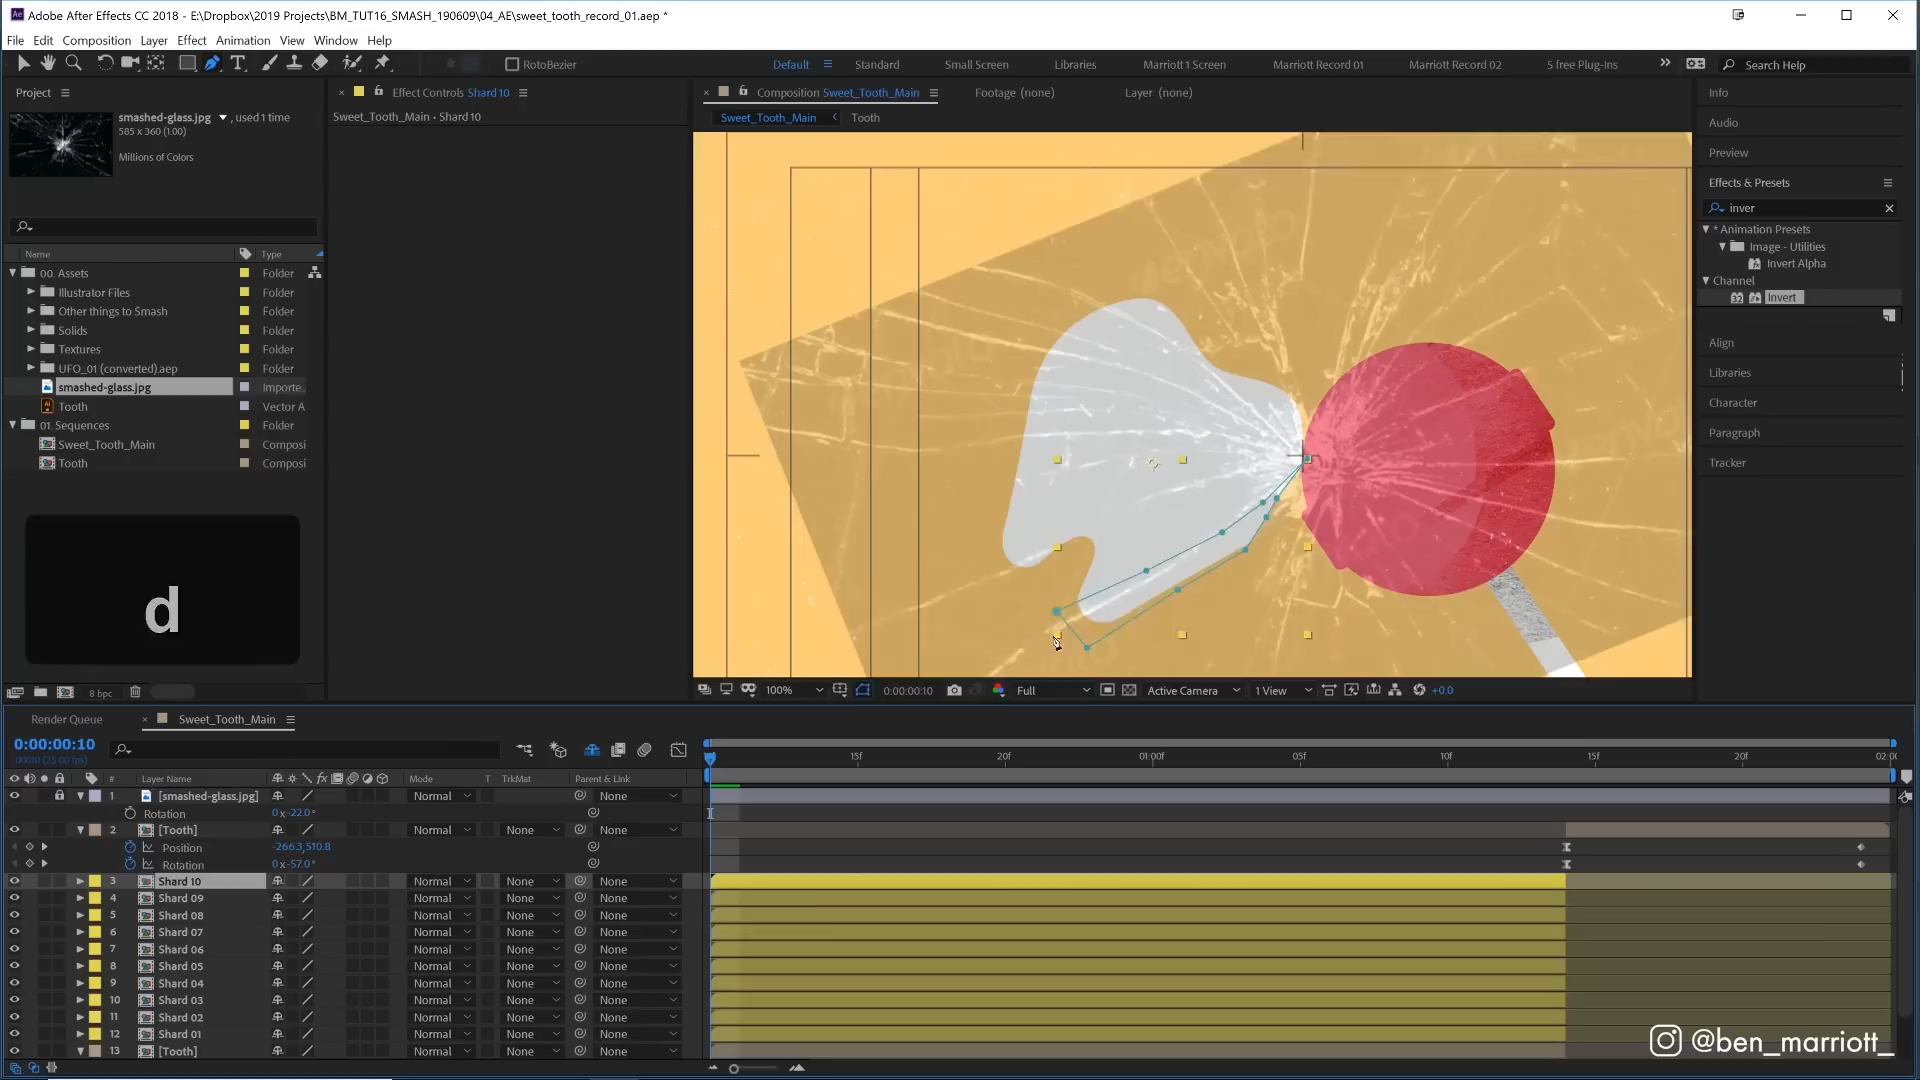 Adobe After Effects CC 2018 - E:\Dropbox\2019 Projects\BM_TUT16_SMASH_190609\04_AE\sweet_tooth_record_01.aep *
File Edit Composition Layer Effect Animation View Window Help
RotoBezier
Default Standard Small Screen Libraries Marriott 1 Screen Marriott Record 01 Marriott Record 02 5 free Plug-Ins Search Help
Project
smashed-glass.jpg , used 1 time
585 x 360 (1.00)
Millions of Colors
Name Type
00. Assets Folder
Illustrator Files Folder
Other things to Smash Folder
Solids Folder
Textures Folder
UFO_01 (converted).aep Folder
smashed-glass.jpg Importe
Tooth Vector A
01. Sequences Folder
Sweet_Tooth_Main Composi
Tooth Composi
d
8 bpc
Effect Controls Shard 10
Sweet_Tooth_Main • Shard 10
Composition Sweet_Tooth_Main Footage (none) Layer (none)
Sweet_Tooth_Main Tooth
100% 0:00:00:10 Full Active Camera 1 View +0.0
Info
Audio
Preview
Effects & Presets
inver
* Animation Presets
Image - Utilities
Invert Alpha
Channel
32 Invert
Align
Libraries
Character
Paragraph
Tracker
Render Queue Sweet_Tooth_Main
0:00:00:10
00010 (25.00 fps)
# Layer Name fx Mode T TrkMat Parent & Link
15f 20f 01:00f 05f 10f 15f 20f 02:00
1 [smashed-glass.jpg] Normal None
Rotation 0x-22.0°
2 [Tooth] Normal None None
Position -266.3,510.8
Rotation 0x-57.0°
3 Shard 10 Normal None None
4 Shard 09 Normal None None
5 Shard 08 Normal None None
6 Shard 07 Normal None None
7 Shard 06 Normal None None
8 Shard 05 Normal None None
9 Shard 04 Normal None None
10 Shard 03 Normal None None
11 Shard 02 Normal None None
12 Shard 01 Normal None None
13 [Tooth] Normal None None
@ben_marriott_